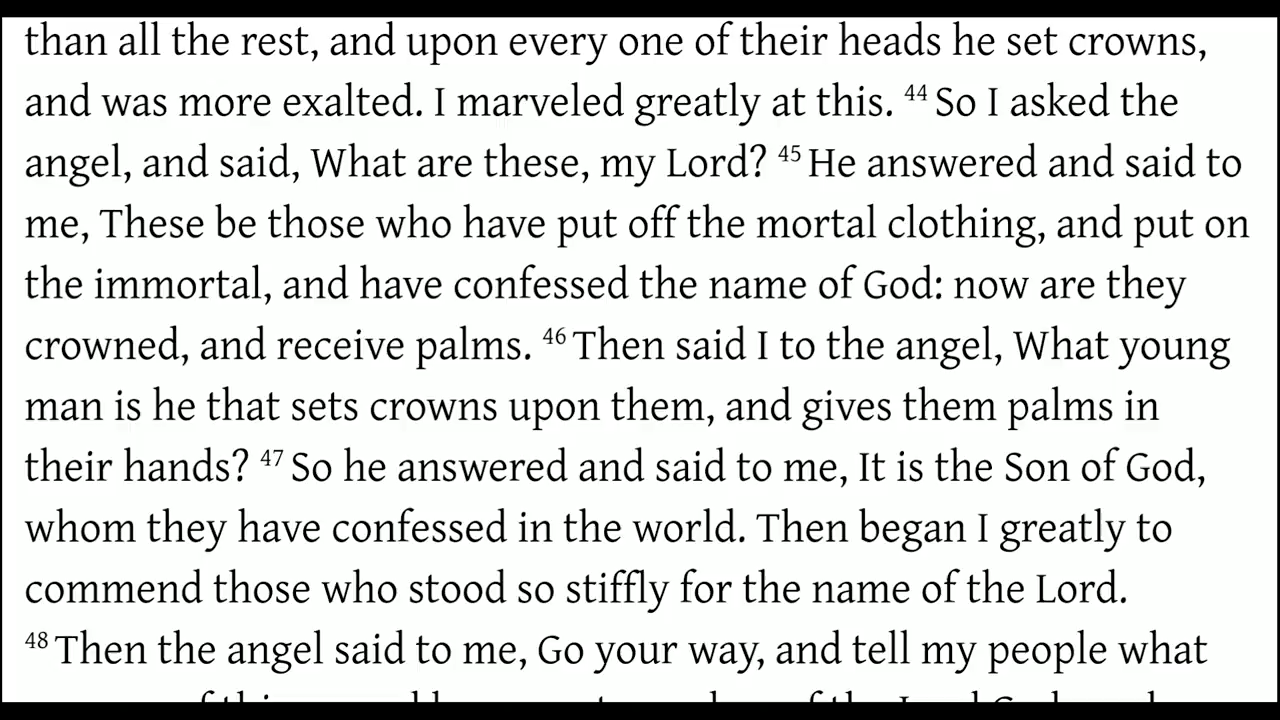 than all the rest, and upon every one of their heads he set crowns,
and was more exalted. I marveled greatly at this. 44 So I asked the
angel, and said, What are these, my Lord? 45 He answered and said to
me, These be those who have put off the mortal clothing, and put on
the immortal, and have confessed the name of God: now are they
crowned, and receive palms. 46 Then said I to the angel, What young
man is he that sets crowns upon them, and gives them palms in
their hands? 47 So he answered and said to me, It is the Son of God,
whom they have confessed in the world. Then began I greatly to
commend those who stood so stiffly for the name of the Lord.
48 Then the angel said to me, Go your way, and tell my people what